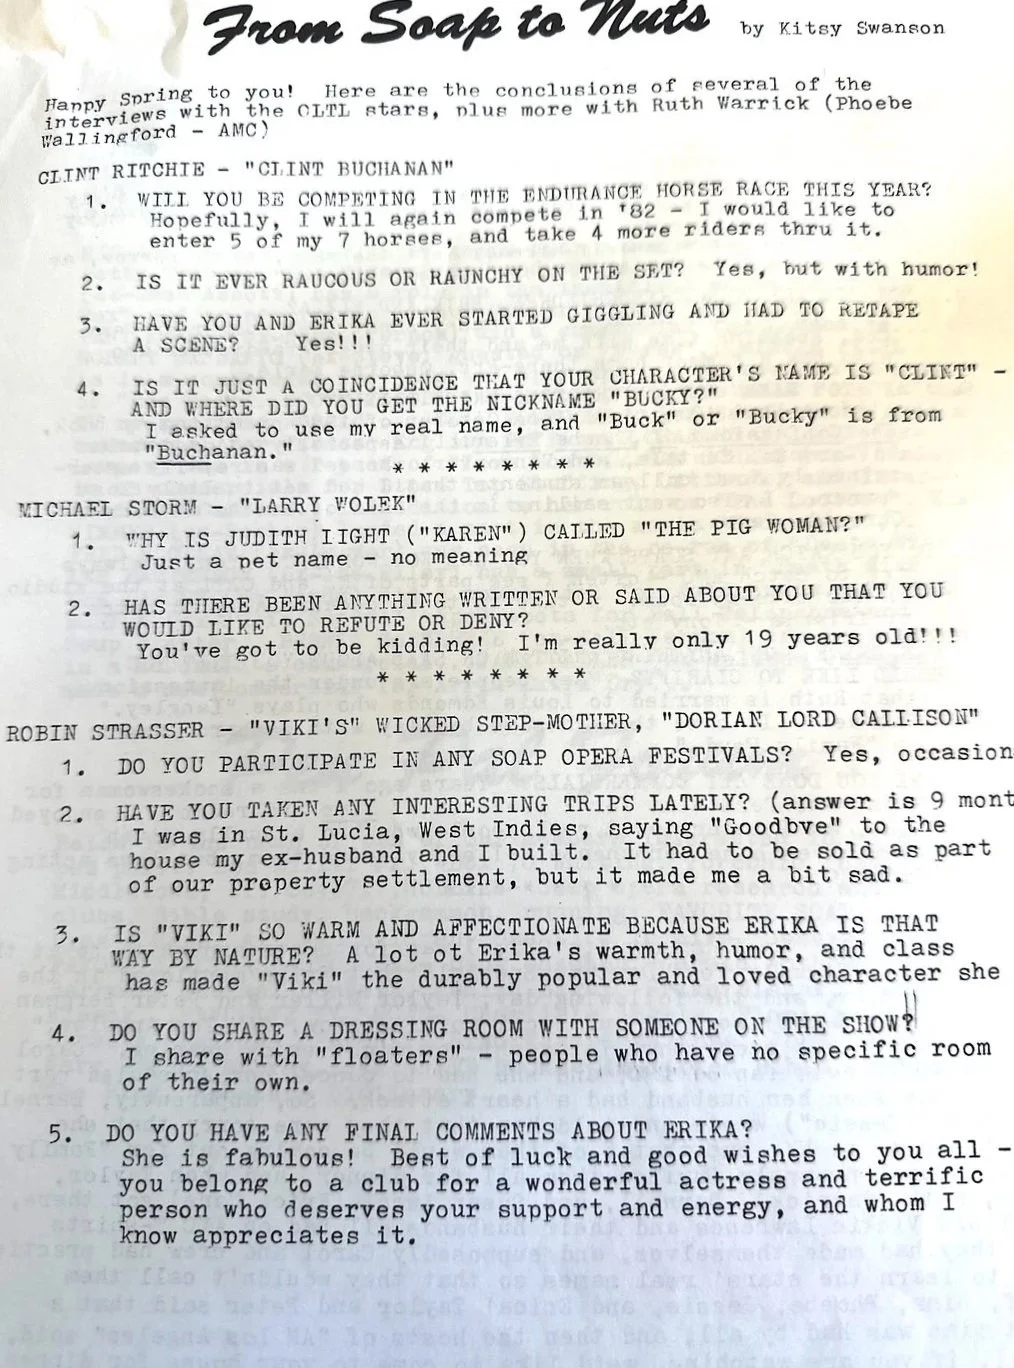 From Soap to Nuts by Kitsy Swanson
Happy Spring to you! Here are the conclusions of several of the
interviews with the OLTL stars, plus more with Ruth Warrick (Phoebe
Wallingford - AMC)
CLINT RITCHIE - "CLINT BUCHANAN"
1. WILL YOU BE COMPETING IN THE ENDURANCE HORSE RACE THIS YEAR?
Hopefully, I will again compete in '82 - I would like to
enter 5 of my 7 horses, and take 4 more riders thru it.
2. IS IT EVER RAUCOUS OR RAUNCHY ON THE SET? Yes, but with humor!
3. HAVE YOU AND ERIKA EVER STARTED GIGGLING AND HAD TO RETAPE
A SCENE? Yes!!!
4. IS IT JUST A COINCIDENCE THAT YOUR CHARACTER'S NAME IS "CLINT" -
AND WHERE DID YOU GET THE NICKNAME "BUCKY?"
I asked to use my real name, and "Buck" or "Bucky" is from
"Buchanan."
* * * * * * * *
MICHAEL STORM - "LARRY WOLEK"
1. WHY IS JUDITH LIGHT ("KAREN") CALLED "THE PIG WOMAN?"
Just a pet name - no meaning
2. HAS THERE BEEN ANYTHING WRITTEN OR SAID ABOUT YOU THAT YOU
WOULD LIKE TO REFUTE OR DENY?
You've got to be kidding! I'm really only 19 years old!!!
* * * * * * * *
ROBIN STRASSER - "VIKI'S" WICKED STEP-MOTHER, "DORIAN LORD CALLISON"
1. DO YOU PARTICIPATE IN ANY SOAP OPERA FESTIVALS? Yes, occasion
2. HAVE YOU TAKEN ANY INTERESTING TRIPS LATELY? (answer is 9 mont
I was in St. Lucia, West Indies, saying "Goodbye" to the
house my ex-husband and I built. It had to be sold as part
of our property settlement, but it made me a bit sad.
3. IS "VIKI" SO WARM AND AFFECTIONATE BECAUSE ERIKA IS THAT
WAY BY NATURE? A lot ot Erika's warmth, humor, and class
has made "Viki" the durably popular and loved character she
4. DO YOU SHARE A DRESSING ROOM WITH SOMEONE ON THE SHOW?
I share with "floaters" - people who have no specific room
of their own.
5. DO YOU HAVE ANY FINAL COMMENTS ABOUT ERIKA?
She is fabulous! Best of luck and good wishes to you all -
you belong to a club for a wonderful actress and terrific
person who deserves your support and energy, and whom I
know appreciates it.